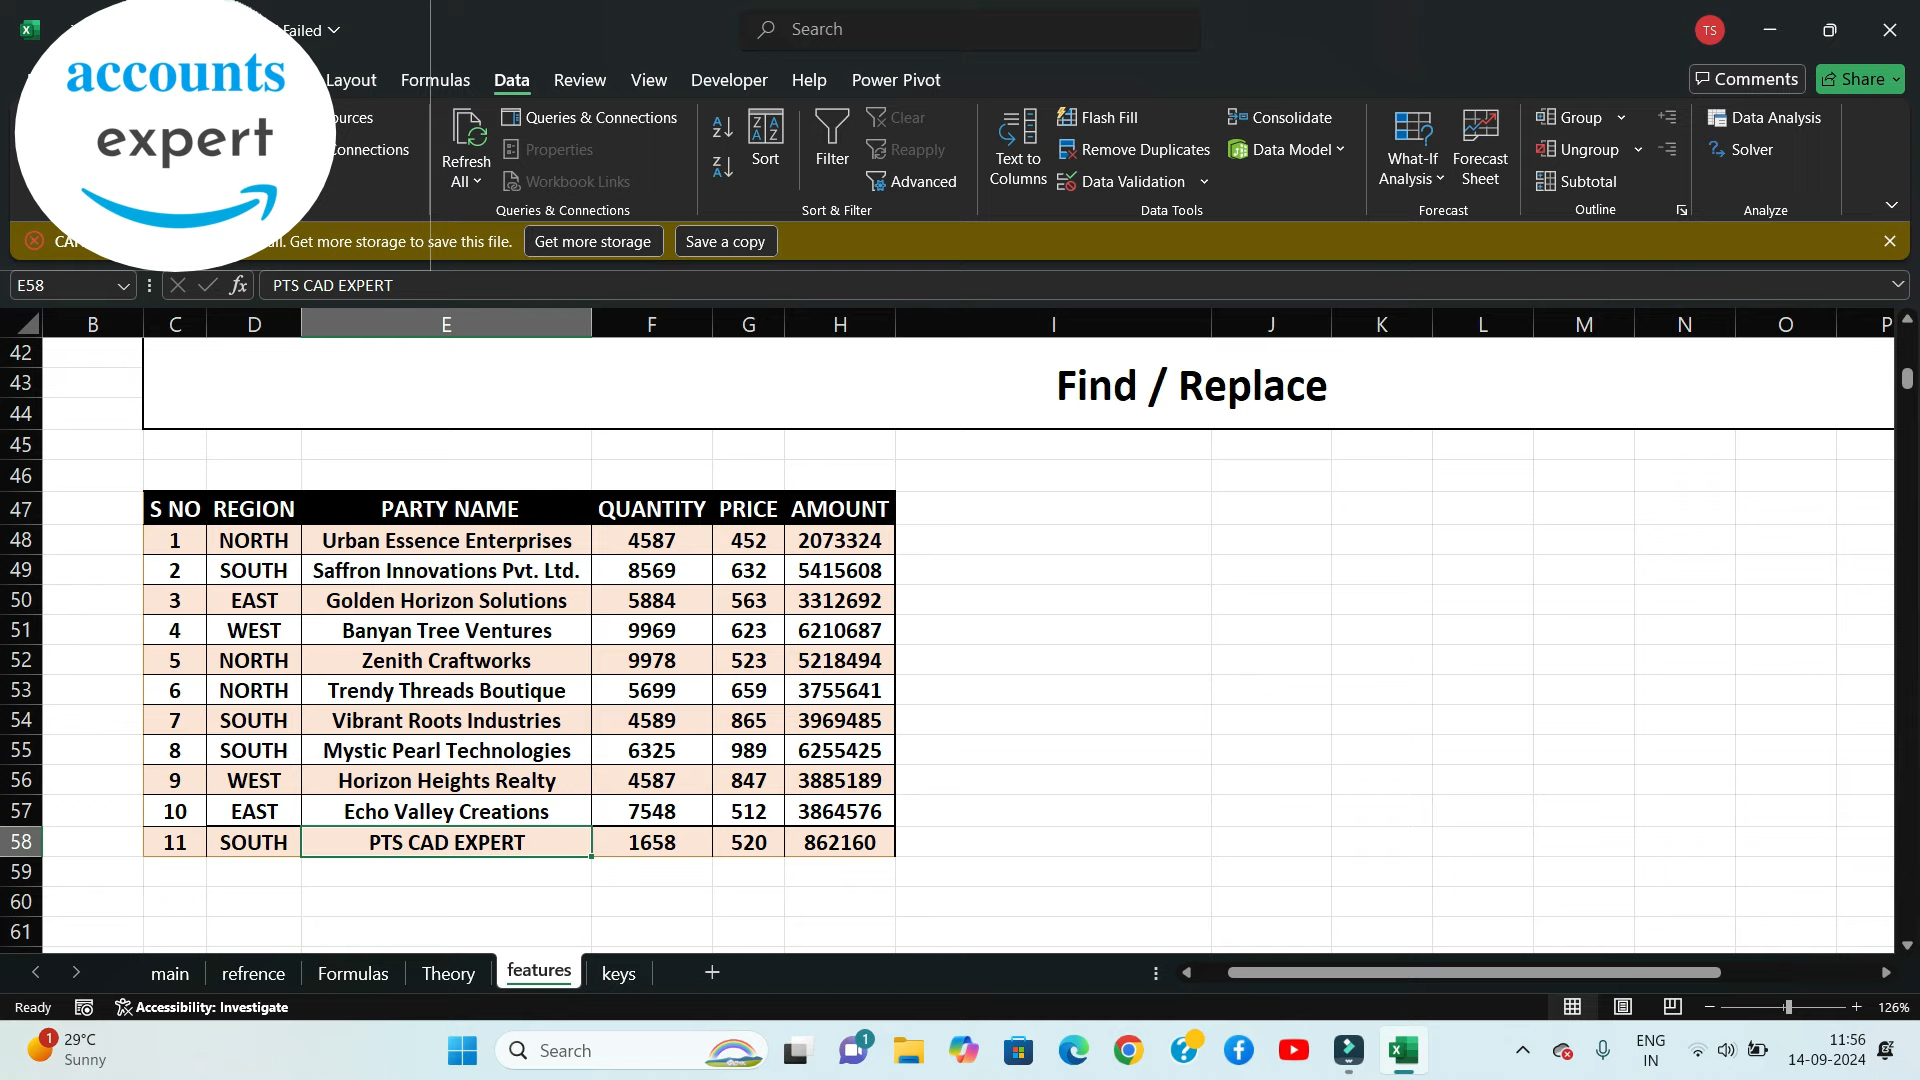 Failed
Search
TS
accounts
expert
Layout Formulas Data Review View Developer Help Power Pivot
Comments Share
Refresh All
Queries & Connections
Properties
Workbook Links
Queries & Connections
Sort
Filter
Clear
Reapply
Advanced
Sort & Filter
Text to Columns
Flash Fill
Remove Duplicates
Data Validation
Consolidate
Data Model
Data Tools
What-If Analysis
Forecast Sheet
Forecast
Group
Ungroup
Subtotal
Outline
Data Analysis
Solver
Analyze
Get more storage to save this file. Get more storage Save a copy
E58 fx PTS CAD EXPERT
B C D E F G H I J K L M N O P
42
43 Find / Replace
44
45
46
47 S NO REGION PARTY NAME QUANTITY PRICE AMOUNT
48 1 NORTH Urban Essence Enterprises 4587 452 2073324
49 2 SOUTH Saffron Innovations Pvt. Ltd. 8569 632 5415608
50 3 EAST Golden Horizon Solutions 5884 563 3312692
51 4 WEST Banyan Tree Ventures 9969 623 6210687
52 5 NORTH Zenith Craftworks 9978 523 5218494
53 6 NORTH Trendy Threads Boutique 5699 659 3755641
54 7 SOUTH Vibrant Roots Industries 4589 865 3969485
55 8 SOUTH Mystic Pearl Technologies 6325 989 6255425
56 9 WEST Horizon Heights Realty 4587 847 3885189
57 10 EAST Echo Valley Creations 7548 512 3864576
58 11 SOUTH PTS CAD EXPERT 1658 520 862160
59
60
61
main refrence Formulas Theory features keys
Ready Accessibility: Investigate 126%
1 29°C
Sunny
Search
1
ENG
IN
11:56
14-09-2024